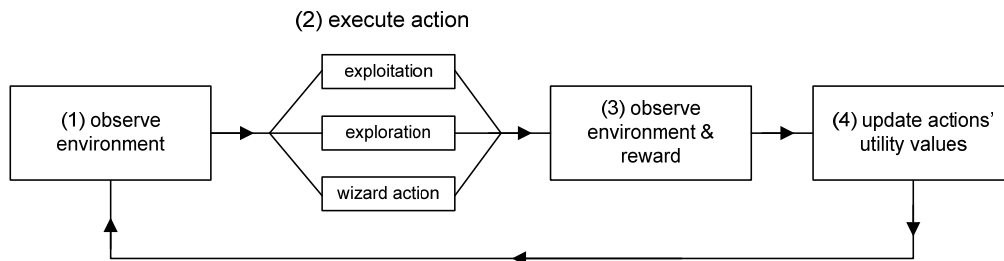 (2) execute action
exploitation
exploration
wizard action
(1) observe
environment
(3) observe
environment &
reward
(4) update actions’
utility values